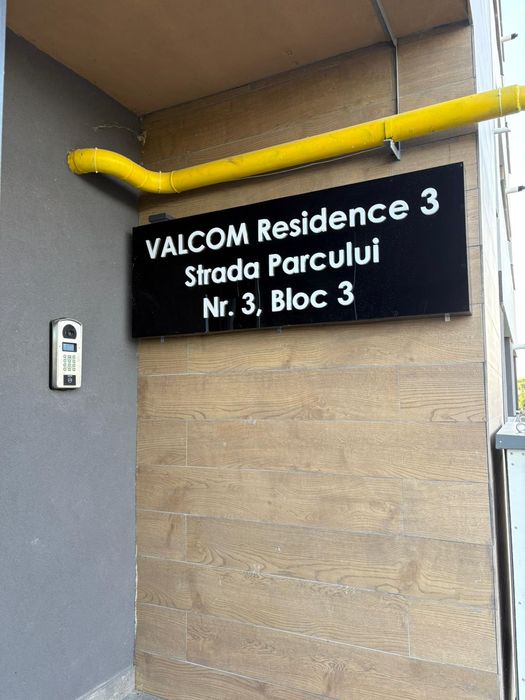 VALCOM Residence 3
Strada Parcului
Nr. 3, Bloc 3